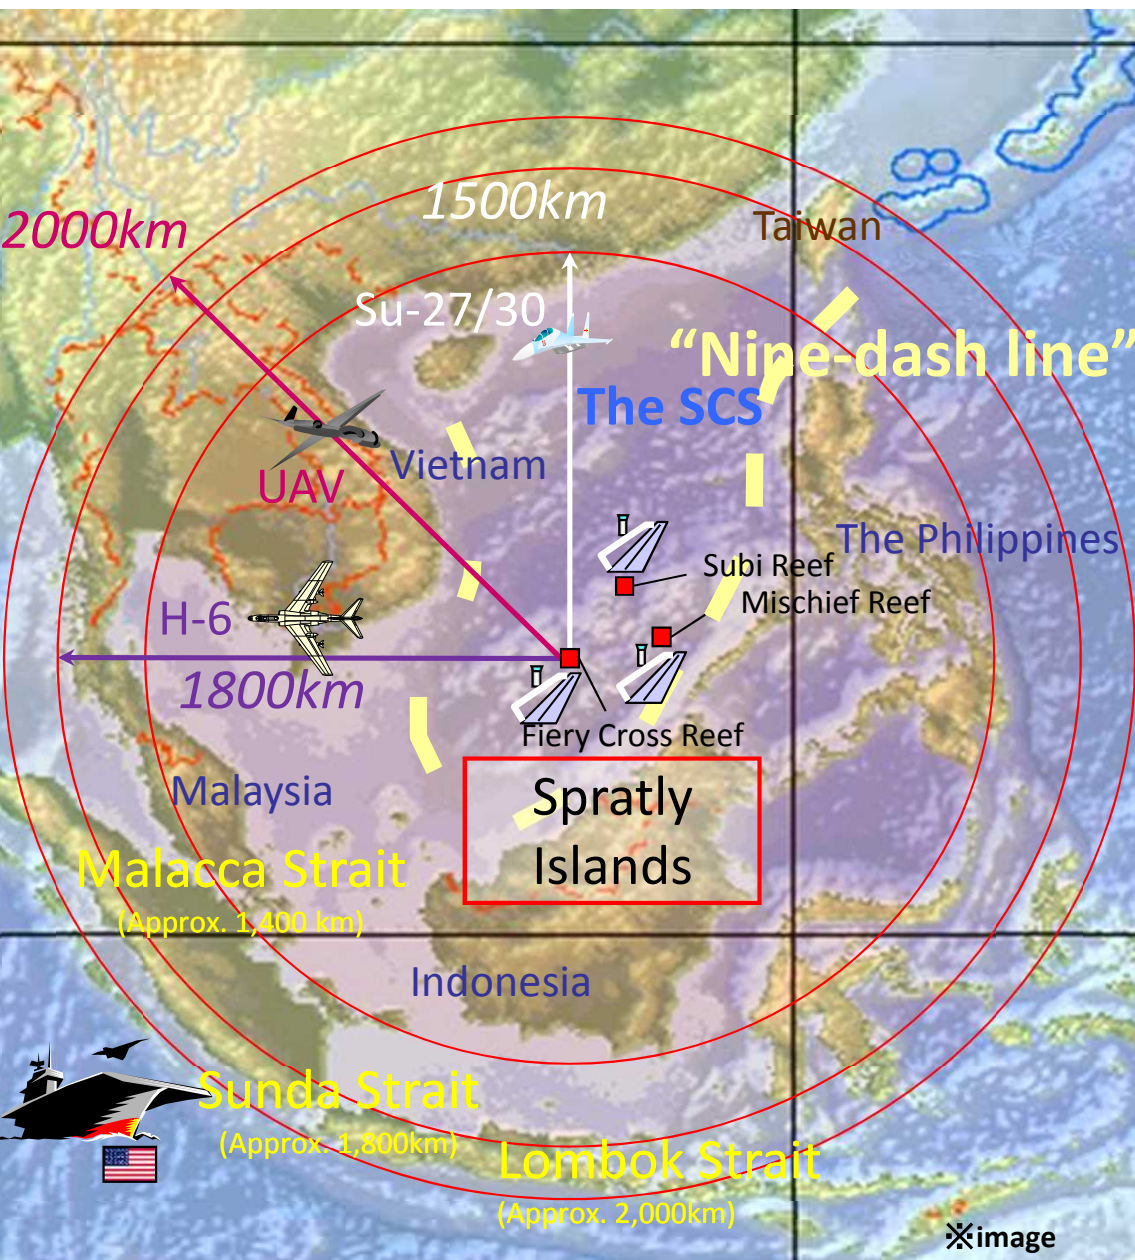 1500km
2000km
Taiwan
Su-27/30
“Nine-dash line”
The SCS
Vietnam
UAV
The Philippines
Subi Reef
Mischief Reef
H-6
1800km
Fiery Cross Reef
Spratly
Islands
Malaysia
Malacca Strait
(Approx. 1,400 km)
Indonesia
Sunda Strait
(Approx. 1,800km)
Lombok Strait
(Approx. 2,000km)
※image